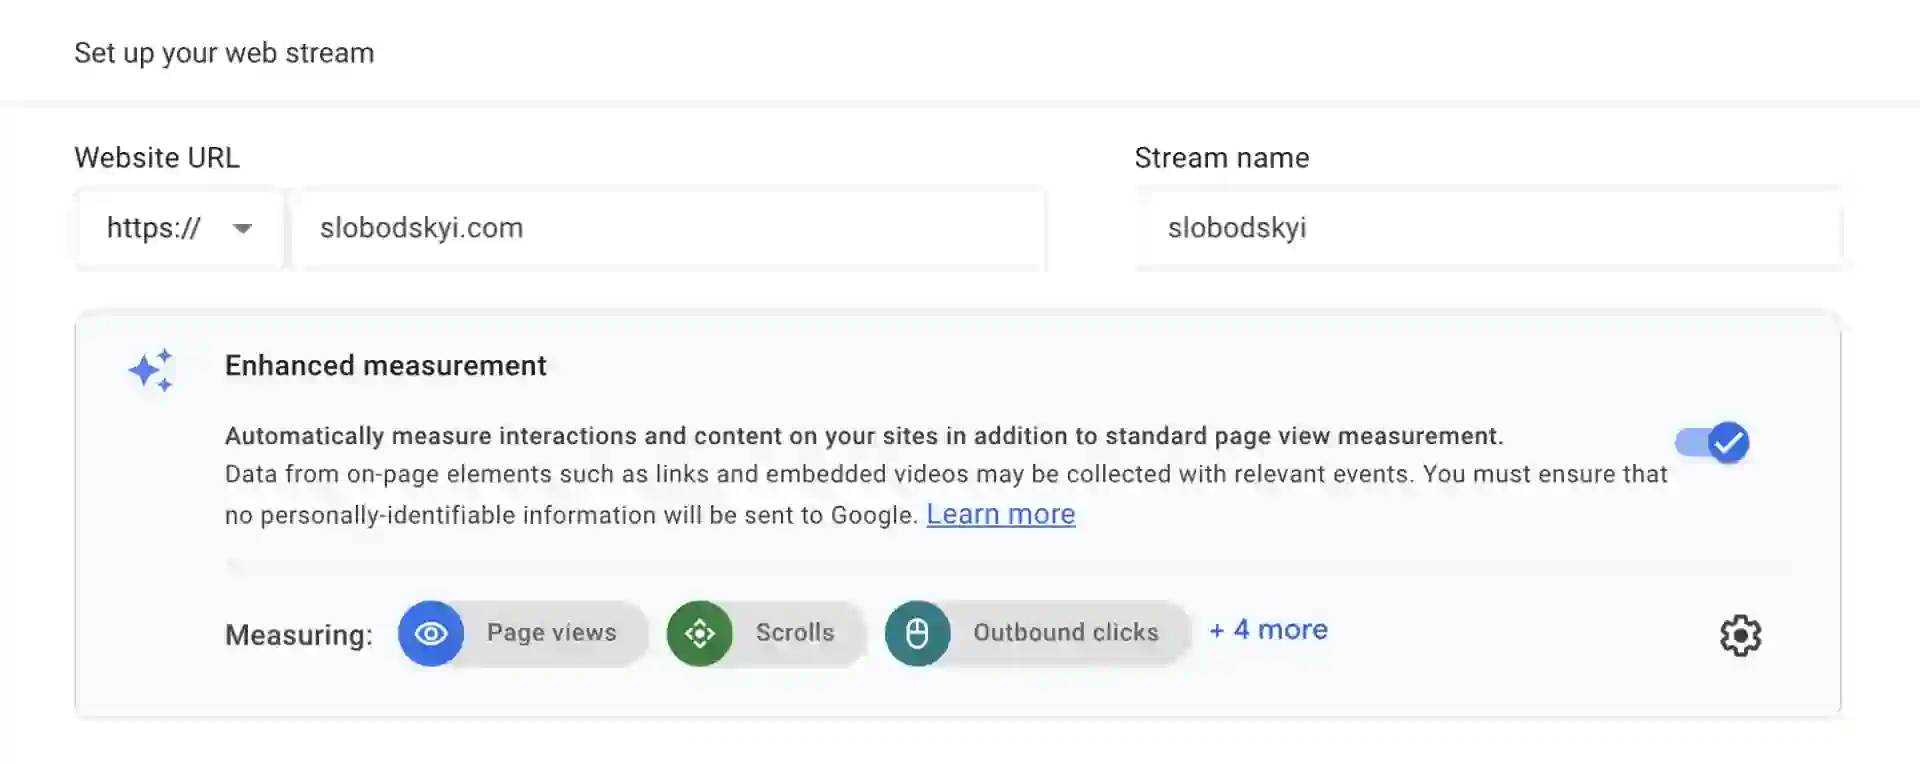 Set up your web stream
Website URL
Stream name
https://
slobodskyi.com
slobodskyi
Enhanced measurement
Automatically measure interactions and content on your sites in addition to standard page view measurement.
Data from on-page elements such as links and embedded videos may be collected with relevant events. You must ensure that
no personally-identifiable information will be sent to Google. Learn more
Measuring: Page views Scrolls Outbound clicks + 4 more